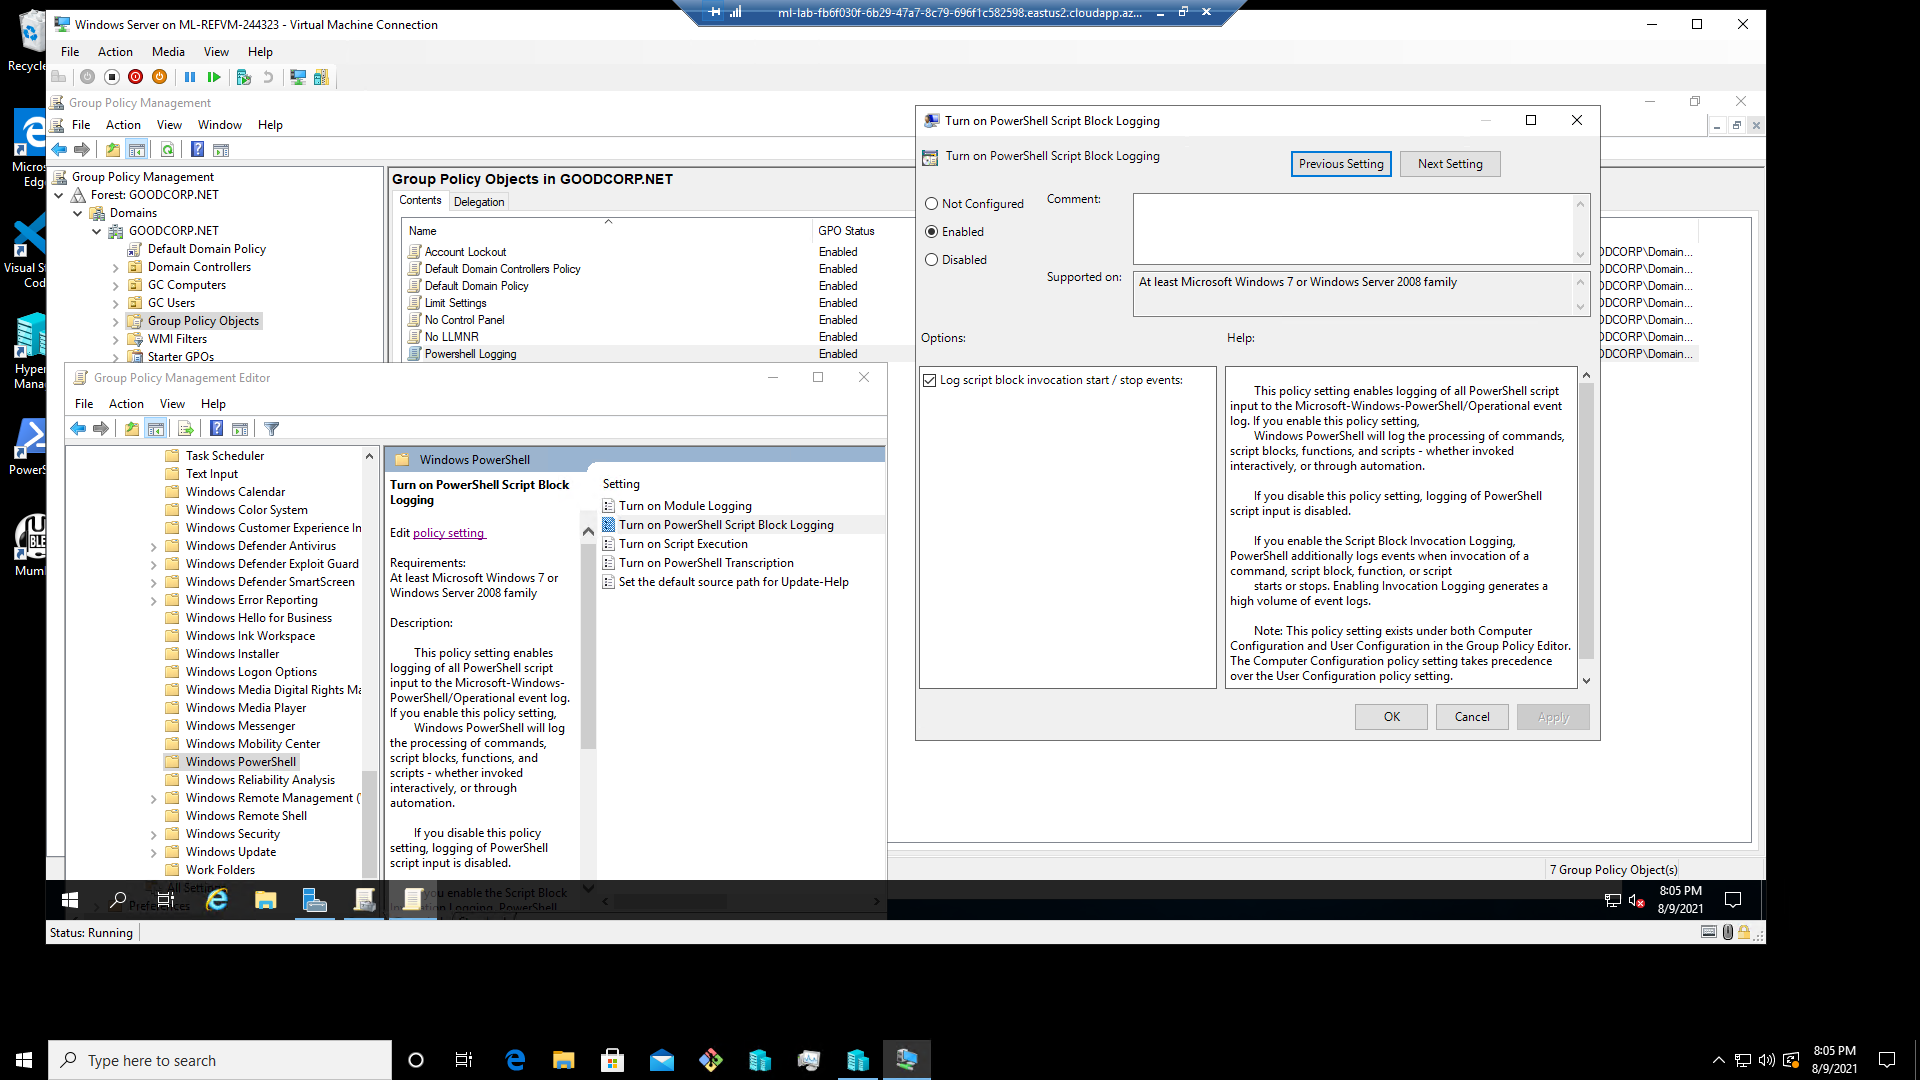 ml-lab-fb6f030f-6b29-47a7-8c79-696f1c582598.eastus2.cloudapp.az...
Windows Server on ML-REFVM-244323 - Virtual Machine Connection
File Action Media View Help
Group Policy Management
File Action View Window Help
Group Policy Management
Forest: GOODCORP.NET
Domains
GOODCORP.NET
Default Domain Policy
Domain Controllers
GC Computers
GC Users
Group Policy Objects
WMI Filters
Starter GPOs
Group Policy Objects in GOODCORP.NET
Contents Delegation
Name GPO Status
Account Lockout Enabled
Default Domain Controllers Policy Enabled
Default Domain Policy Enabled
Limit Settings Enabled
No Control Panel Enabled
No LLMNR Enabled
Powershell Logging Enabled
ODCORP\Domain...
ODCORP\Domain...
ODCORP\Domain...
ODCORP\Domain...
ODCORP\Domain...
ODCORP\Domain...
ODCORP\Domain...
7 Group Policy Object(s)
Turn on PowerShell Script Block Logging
Turn on PowerShell Script Block Logging
Previous Setting Next Setting
Not Configured
Enabled
Disabled
Comment:
Supported on:
At least Microsoft Windows 7 or Windows Server 2008 family
Options:
Help:
Log script block invocation start / stop events:
This policy setting enables logging of all PowerShell script
input to the Microsoft-Windows-PowerShell/Operational event
log. If you enable this policy setting,
Windows PowerShell will log the processing of commands,
script blocks, functions, and scripts - whether invoked
interactively, or through automation.
If you disable this policy setting, logging of PowerShell
script input is disabled.
If you enable the Script Block Invocation Logging,
PowerShell additionally logs events when invocation of a
command, script block, function, or script
starts or stops. Enabling Invocation Logging generates a
high volume of event logs.
Note: This policy setting exists under both Computer
Configuration and User Configuration in the Group Policy Editor.
The Computer Configuration policy setting takes precedence
over the User Configuration policy setting.
OK Cancel Apply
Group Policy Management Editor
File Action View Help
Task Scheduler
Text Input
Windows Calendar
Windows Color System
Windows Customer Experience In
Windows Defender Antivirus
Windows Defender Exploit Guard
Windows Defender SmartScreen
Windows Error Reporting
Windows Hello for Business
Windows Ink Workspace
Windows Installer
Windows Logon Options
Windows Media Digital Rights Ma
Windows Media Player
Windows Messenger
Windows Mobility Center
Windows PowerShell
Windows Reliability Analysis
Windows Remote Management (
Windows Remote Shell
Windows Security
Windows Update
Work Folders
All Settings
Preferences
Windows PowerShell
Turn on PowerShell Script Block
Logging
Edit policy setting
Requirements:
At least Microsoft Windows 7 or
Windows Server 2008 family
Description:
This policy setting enables
logging of all PowerShell script
input to the Microsoft-Windows-
PowerShell/Operational event log.
If you enable this policy setting,
Windows PowerShell will log
the processing of commands,
script blocks, functions, and
scripts - whether invoked
interactively, or through
automation.
If you disable this policy
setting, logging of PowerShell
script input is disabled.
you enable the Script Block
Logging, PowerShell
Setting
Turn on Module Logging
Turn on PowerShell Script Block Logging
Turn on Script Execution
Turn on PowerShell Transcription
Set the default source path for Update-Help
8:05 PM
8/9/2021
Status: Running
Recycle
Micros
Edg
Visual St
Cod
Hyper
Mana
PowerS
Muml
Type here to search
8:05 PM
8/9/2021